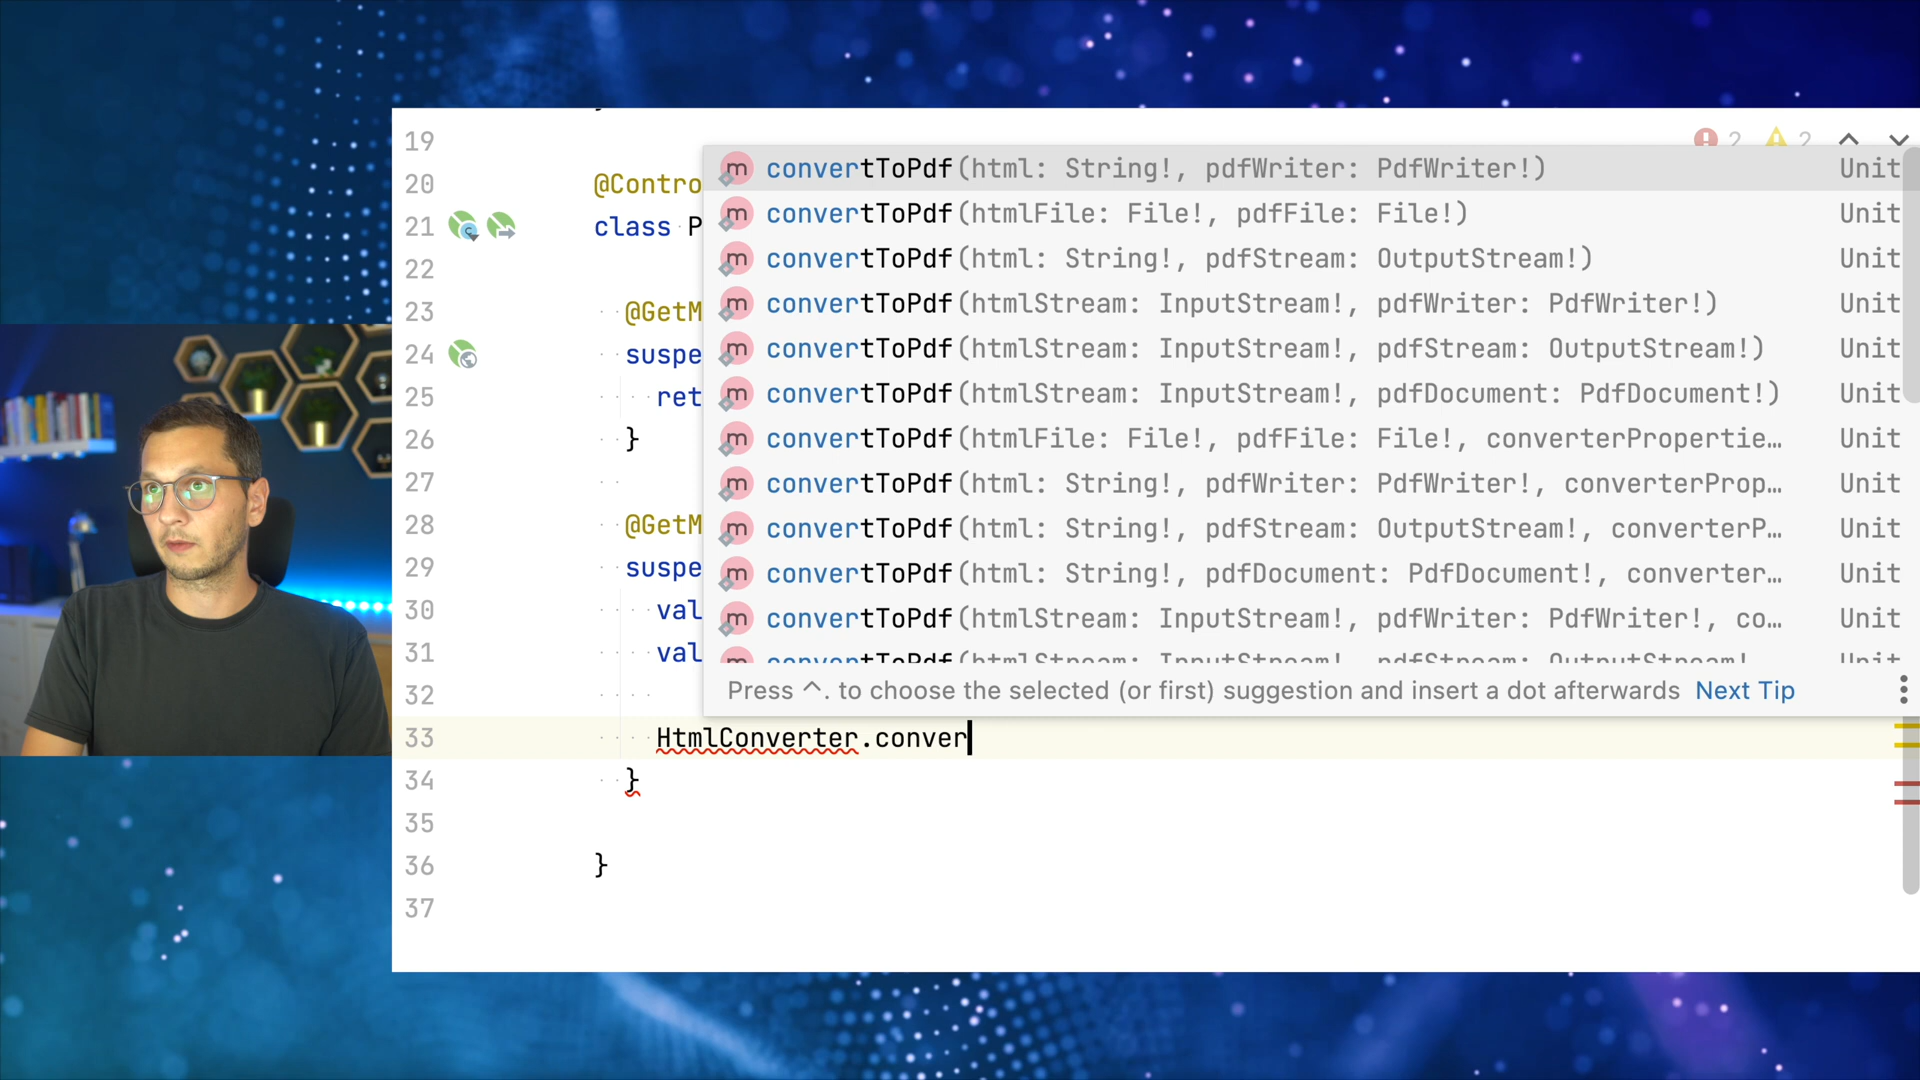 19
2 2
20 @Contro
21 class P
22
23 @GetM
24 suspe
25 ret
26 }
27
28 @GetM
29 suspe
30 val
31 val
32
33 HtmlConverter.conver
34 }
35
36 }
37
convertToPdf(html: String!, pdfWriter: PdfWriter!) Unit
convertToPdf(htmlFile: File!, pdfFile: File!) Unit
convertToPdf(html: String!, pdfStream: OutputStream!) Unit
convertToPdf(htmlStream: InputStream!, pdfWriter: PdfWriter!) Unit
convertToPdf(htmlStream: InputStream!, pdfStream: OutputStream!) Unit
convertToPdf(htmlStream: InputStream!, pdfDocument: PdfDocument!) Unit
convertToPdf(htmlFile: File!, pdfFile: File!, converterPropertie… Unit
convertToPdf(html: String!, pdfWriter: PdfWriter!, converterProp… Unit
convertToPdf(html: String!, pdfStream: OutputStream!, converterP… Unit
convertToPdf(html: String!, pdfDocument: PdfDocument!, converter… Unit
convertToPdf(htmlStream: InputStream!, pdfWriter: PdfWriter!, co… Unit
convertToPdf(htmlStream: InputStream!, pdfStream: OutputStream!, Unit
Press ^. to choose the selected (or first) suggestion and insert a dot afterwards Next Tip